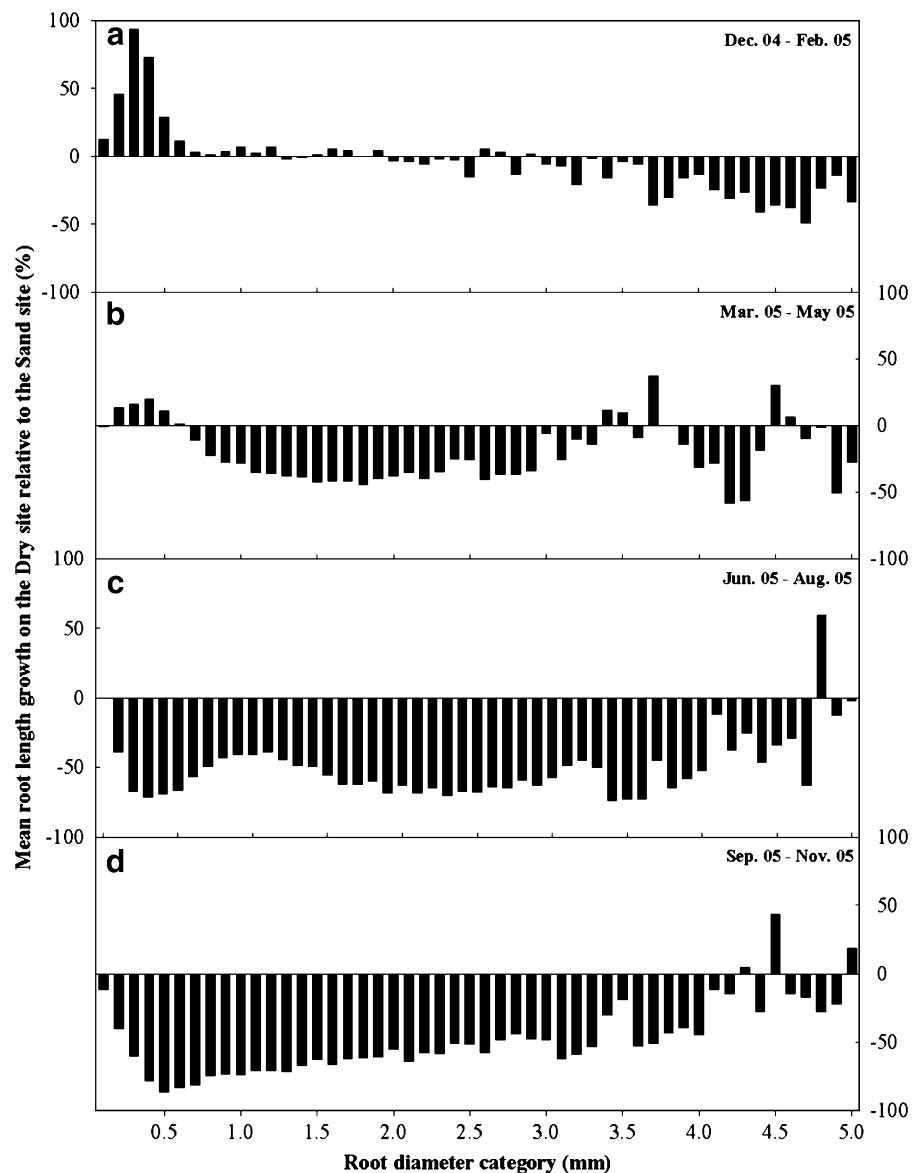 Mean root length growth on the Dry site relative to the Sand site (%)
a
Dec. 04 - Feb. 05
100
50
0
-50
-100
b
Mar. 05 - May 05
100
50
0
-50
-100
c
Jun. 05 - Aug. 05
100
50
0
-50
-100
d
Sep. 05 - Nov. 05
100
50
0
-50
-100
0.5 1.0 1.5 2.0 2.5 3.0 3.5 4.0 4.5 5.0
Root diameter category (mm)